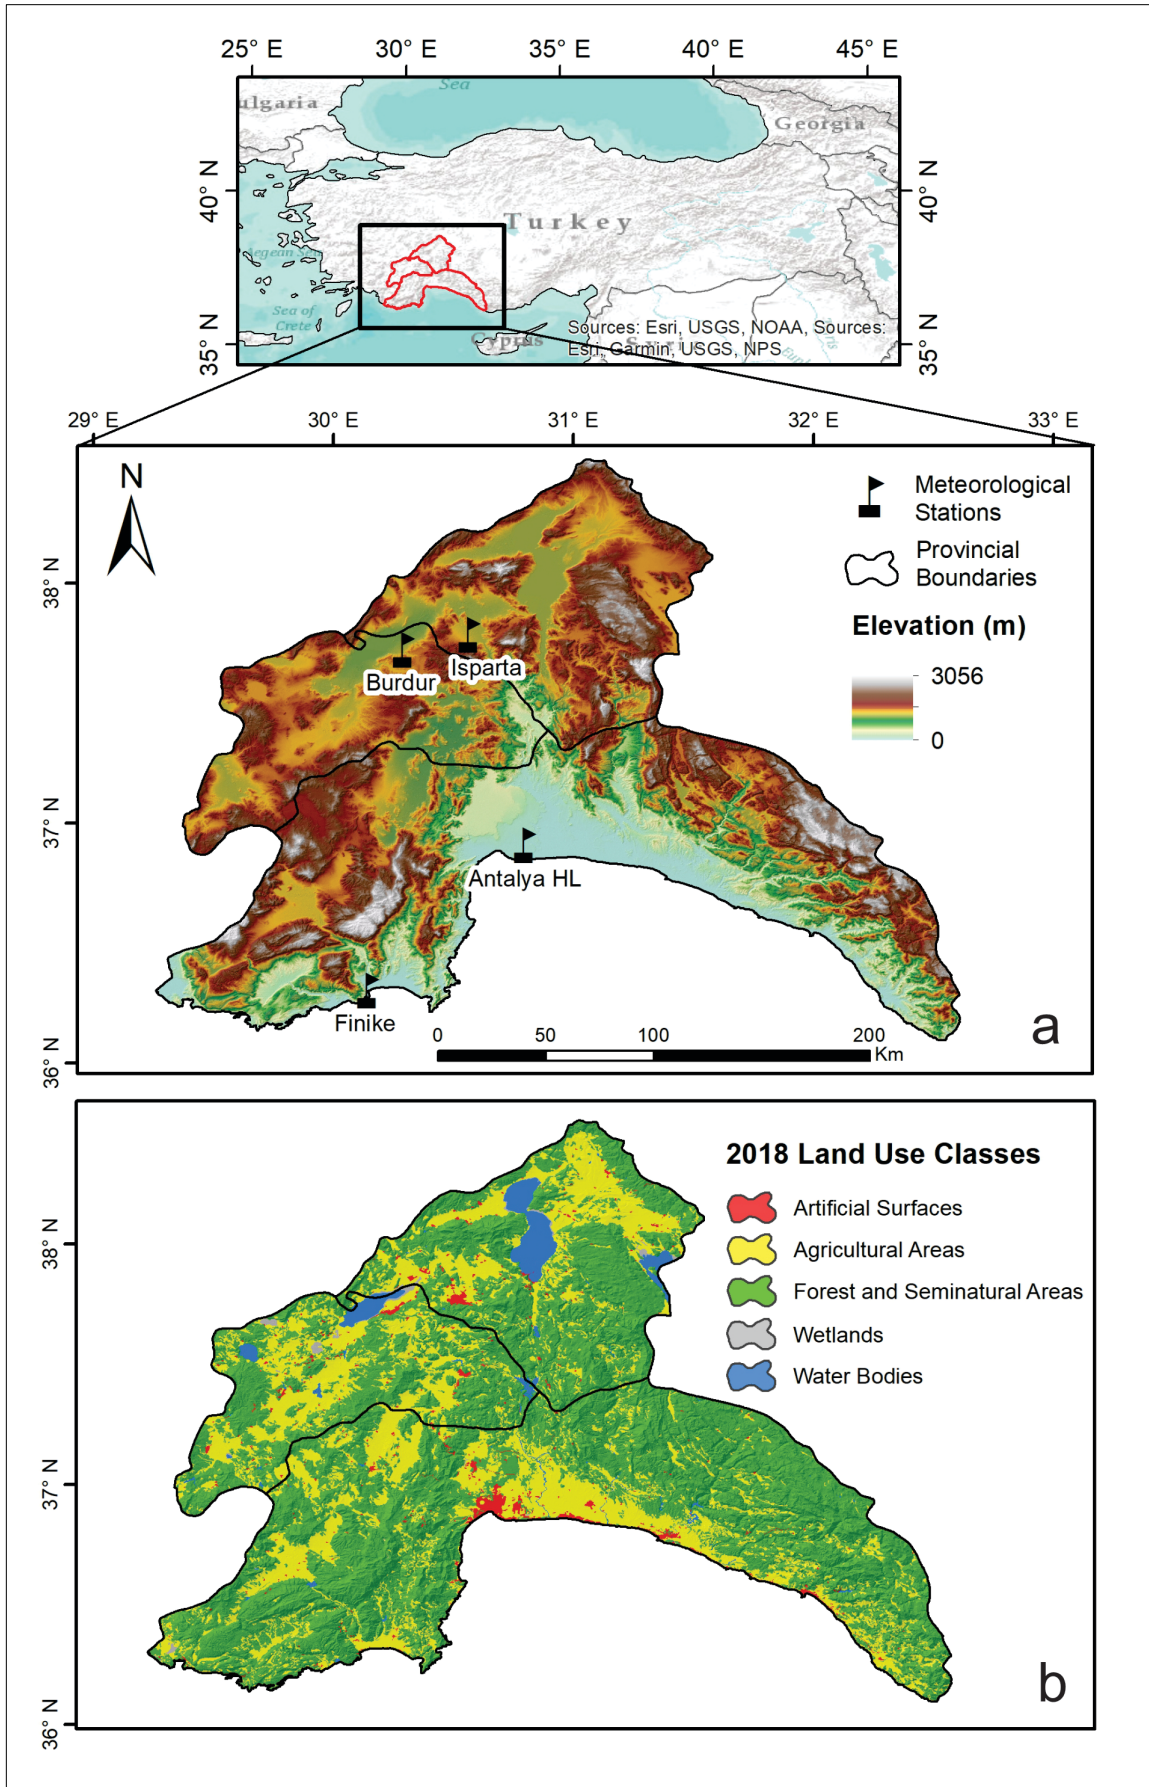 25° E 30° E 35° E 40° E 45° E
Sea
ulgaria
Georgia
40° N
40° N
Turkey
Aegean Sea
Sea of
Crete
Cyprus
35° N
35° N
Sources: Esri, USGS, NOAA, Sources:
Esri, Garmin, USGS, NPS
29° E 30° E 31° E 32° E 33° E
N
Meteorological
Stations
Provincial
Boundaries
Elevation (m)
3056
0
38° N
37° N
36° N
Isparta
Burdur
Antalya HL
Finike
0 50 100 200
Km
a
2018 Land Use Classes
Artificial Surfaces
Agricultural Areas
Forest and Seminatural Areas
Wetlands
Water Bodies
38° N
37° N
36° N
b